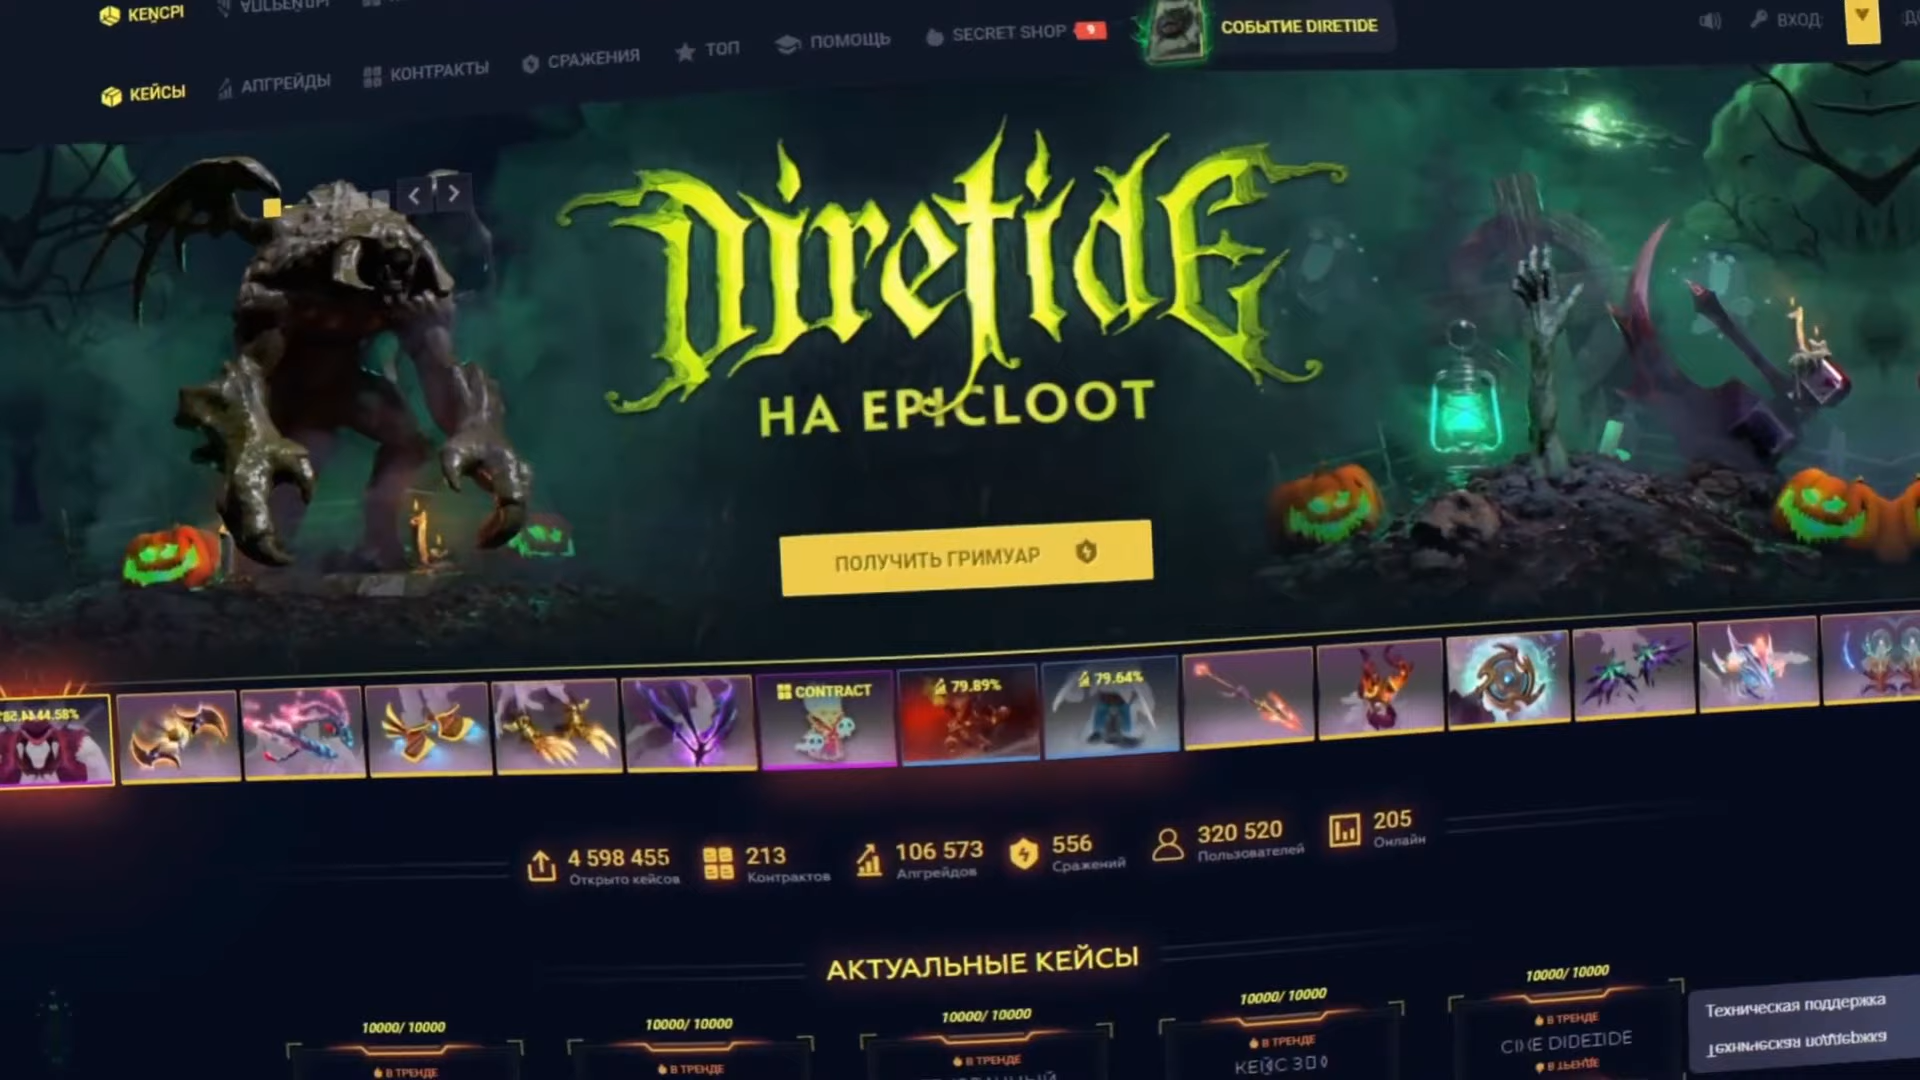 КЕЙСЫ
АПГРЕЙДЫ
КОНТРАКТЫ
СРАЖЕНИЯ
ТОП
ПОМОЩЬ
SECRET SHOP
9
СОБЫТИЕ DIRETIDE
ВХОД
DIRETIDE
НА EPICLOOT
ПОЛУЧИТЬ ГРИМУАР
CONTRACT
79.89%
79.64%
4 598 455
Открыто кейсов
213
Контрактов
106 573
Апгрейдов
556
Сражений
320 520
Пользователей
205
Онлайн
АКТУАЛЬНЫЕ КЕЙСЫ
10000/ 10000
В ТРЕНДЕ
10000/ 10000
В ТРЕНДЕ
10000/ 10000
В ТРЕНДЕ
10000/ 10000
В ТРЕНДЕ
10000/ 10000
В ТРЕНДЕ
Техническая поддержка